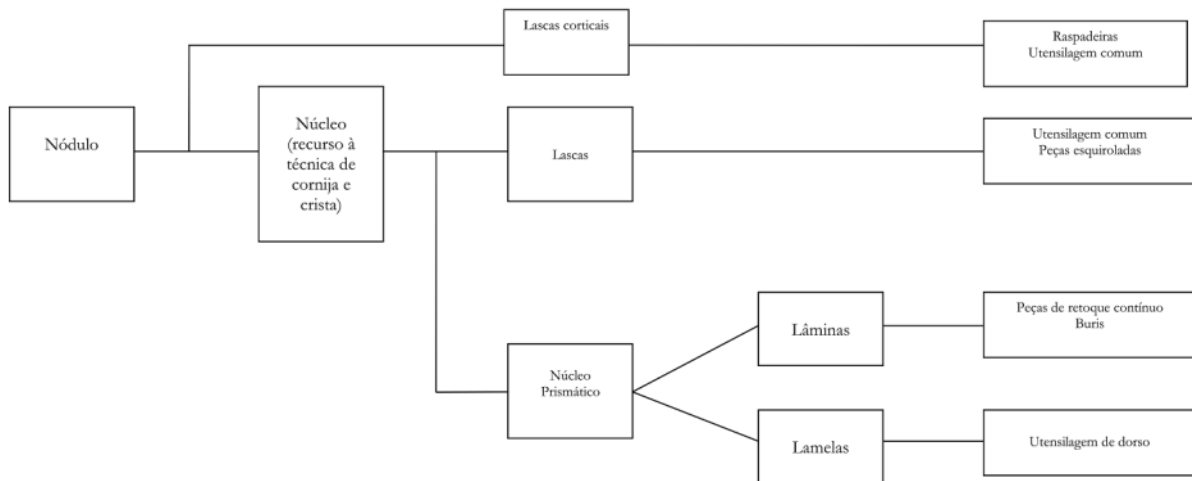 Lascas corticais
Raspadeiras
Utensilagem comum
Nódulo
Núcleo
(recurso à
técnica de
cornija e
crista)
Lascas
Utensilagem comum
Peças esquiroladas
Núcleo
Prismático
Lâminas
Peças de retoque contínuo
Buris
Lamelas
Utensilagem de dorso